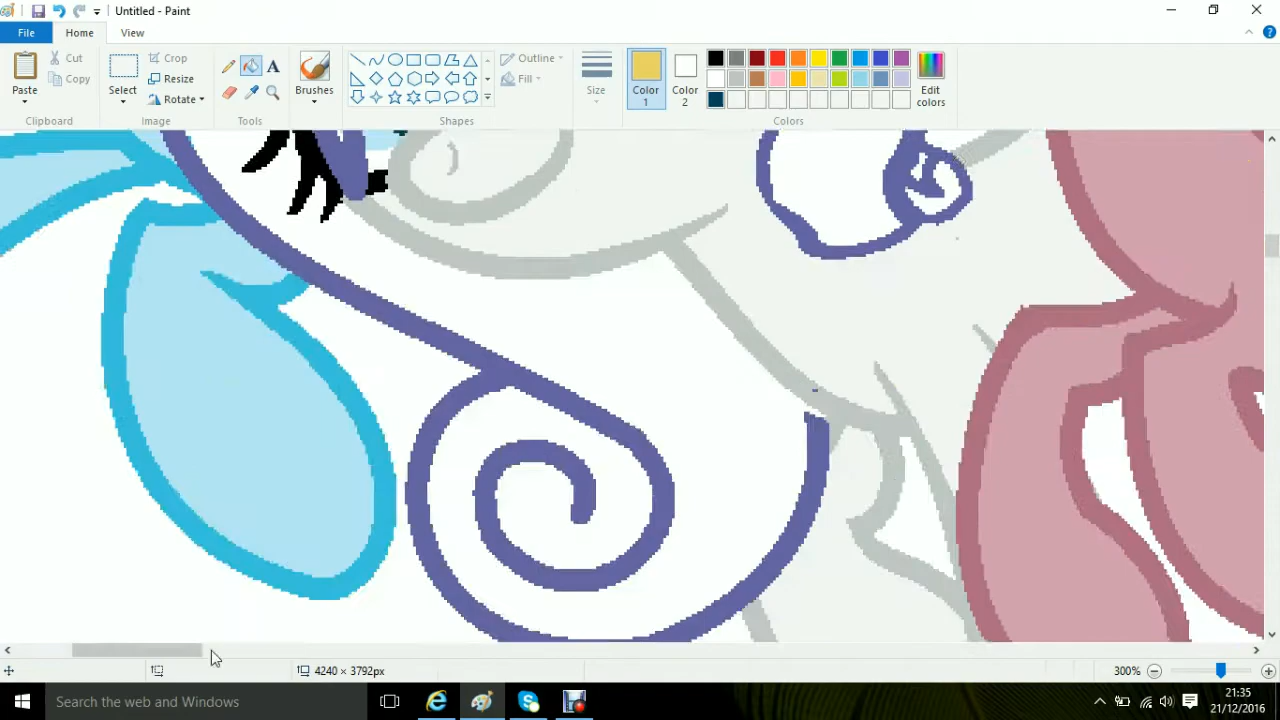 Untitled - Paint
File Home View
Paste
Cut
Copy
Clipboard
Select
Crop
Resize
Rotate
Image
A
Tools
Brushes
Outline
Fill
Shapes
Size
Color
1
Color
2
Edit
colors
Colors
4240 × 3792px
300%
Search the web and Windows
21:35
21/12/2016